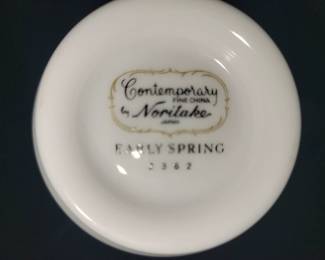 Contemporary
FINE CHINA
by Noritake
JAPAN
EARLY SPRING
2362